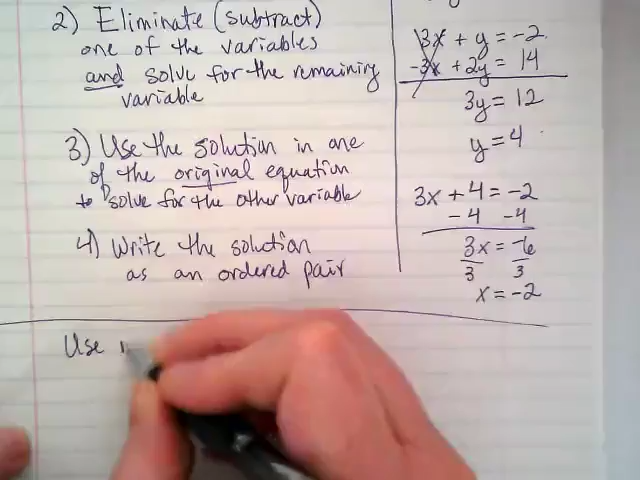 2) Eliminate (subtract)
one of the variables
and solve for the remaining
variable
3) Use the solution in one
of the original equation
to solve for the other variable
4) Write the solution
as an ordered pair
3x + y = -2
-3x + 2y = 14
3y = 12
y = 4
3x + 4 = -2
-4 -4
3x = -6
3 3
x = -2
Use